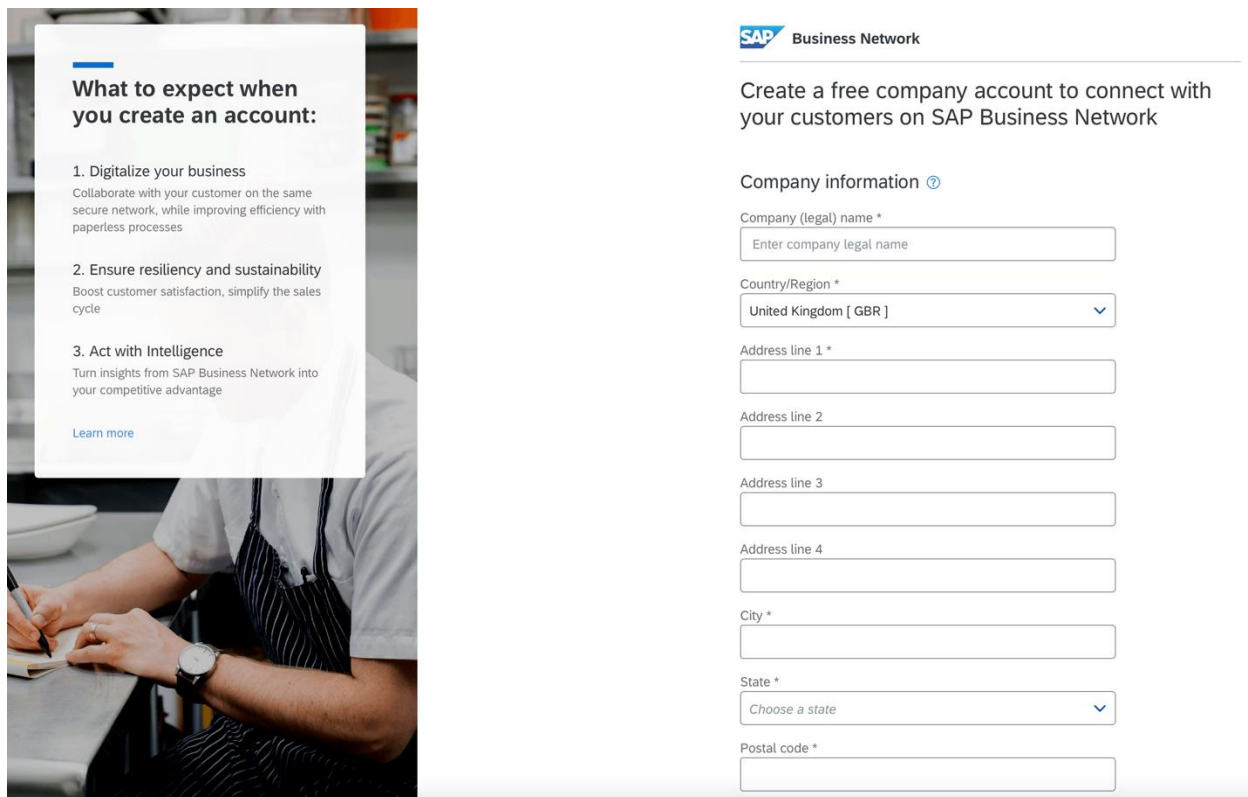 What to expect when
you create an account:
1. Digitalize your business
Collaborate with your customer on the same
secure network, while improving efficiency with
paperless processes
2. Ensure resiliency and sustainability
Boost customer satisfaction, simplify the sales
cycle
3. Act with Intelligence
Turn insights from SAP Business Network into
your competitive advantage
Learn more
SAP Business Network
Create a free company account to connect with
your customers on SAP Business Network
Company information ?
Company (legal) name *
Enter company legal name
Country/Region *
United Kingdom [ GBR ]
Address line 1 *
Address line 2
Address line 3
Address line 4
City *
State *
Choose a state
Postal code *